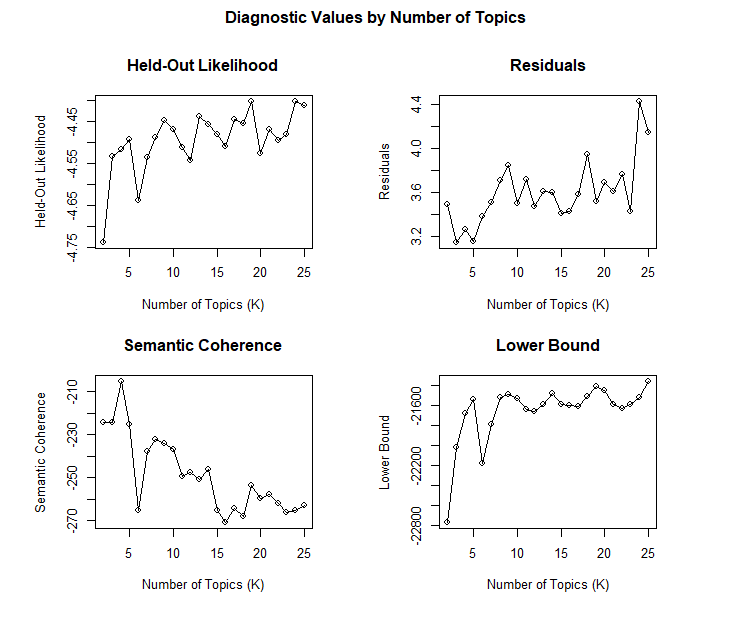 Diagnostic Values by Number of Topics
Held-Out Likelihood
Held-Out Likelihood
-4.45
-4.55
-4.65
-4.75
5 10 15 20 25
Number of Topics (K)
Residuals
Residuals
4.4
4.0
3.6
3.2
5 10 15 20 25
Number of Topics (K)
Semantic Coherence
Semantic Coherence
-210
-230
-250
-270
5 10 15 20 25
Number of Topics (K)
Lower Bound
Lower Bound
-21600
-22200
-22800
5 10 15 20 25
Number of Topics (K)